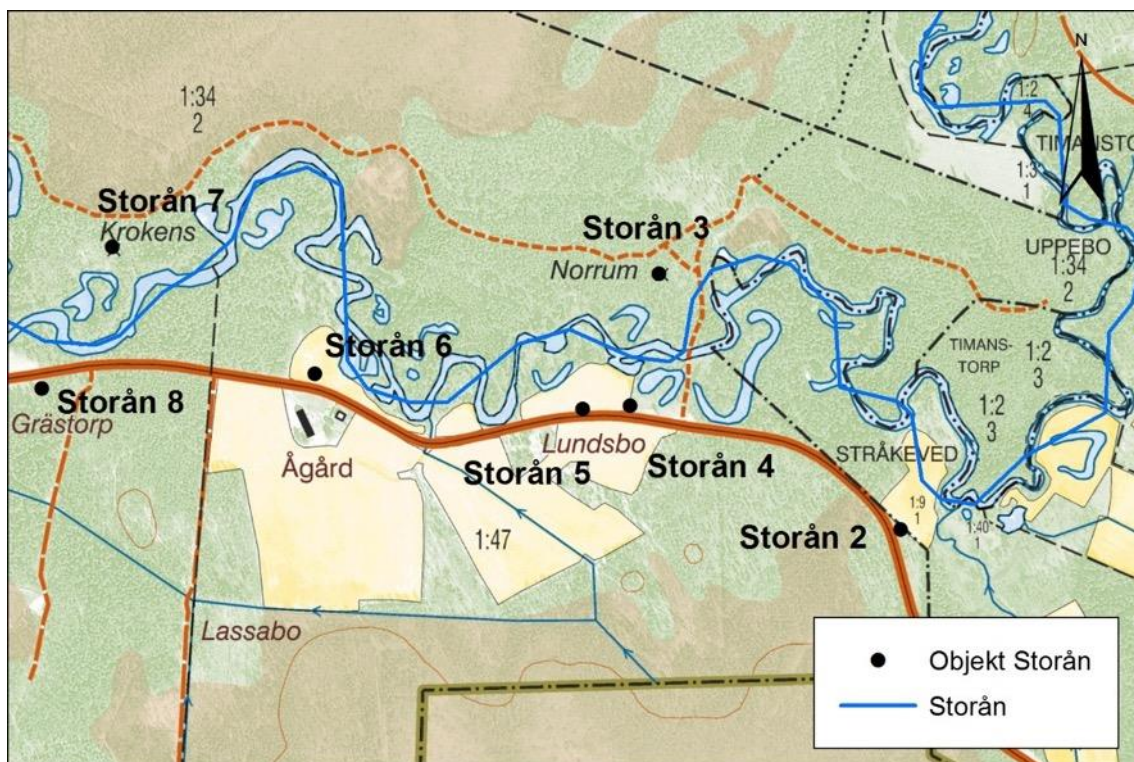 1:34
2
N
1:2
4
TIMANSTO
1:3
1
Storån 7
Krokens
Storån 3
Norrum
UPPEBO
1:34
2
Storån 6
TIMANS-
TORP
1:2
3
Storån 8
Grästorp
1:2
3
Ågård
Lundsbo
Storån 5
Storån 4
STRÅKEVED
1:9
1
1:40
1
1:47
Storån 2
Lassabo
Objekt Storån
Storån